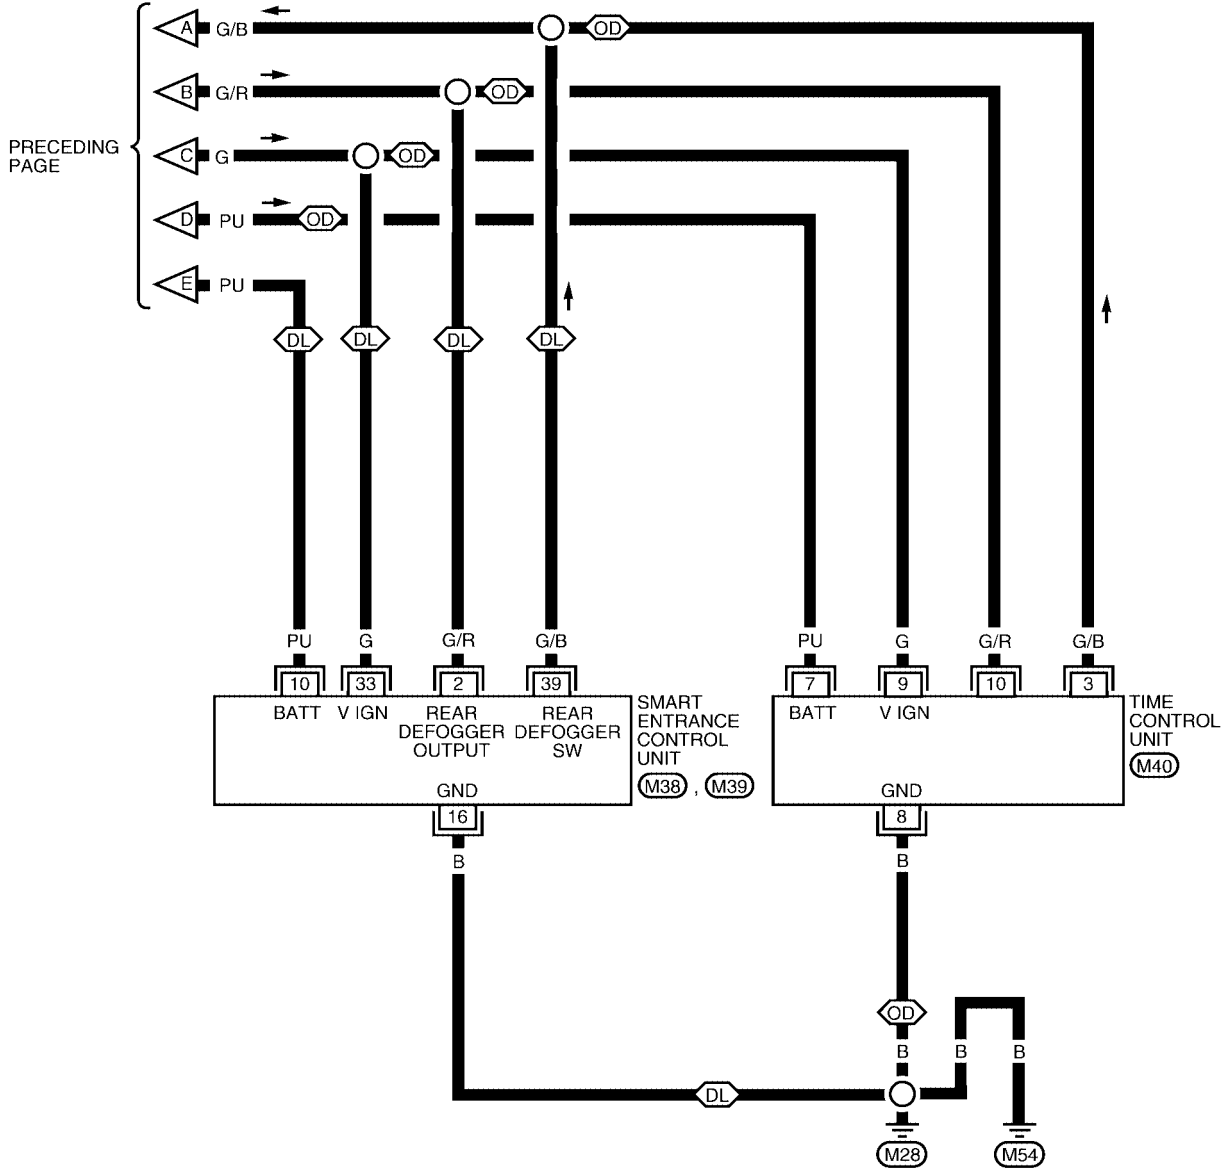 A G/B OD
B G/R OD
PRECEDING
PAGE
C G OD
D PU OD
E PU
DL DL DL DL
PU G G/R G/B PU G G/R G/B
10 33 2 39 7 9 10 3
BATT V IGN REAR
DEFOGGER
OUTPUT
REAR
DEFOGGER
SW
SMART
ENTRANCE
CONTROL
UNIT
M38 , M39
BATT V IGN
TIME
CONTROL
UNIT
M40
GND GND
16 8
B B
OD
B B B
DL
M28 M54